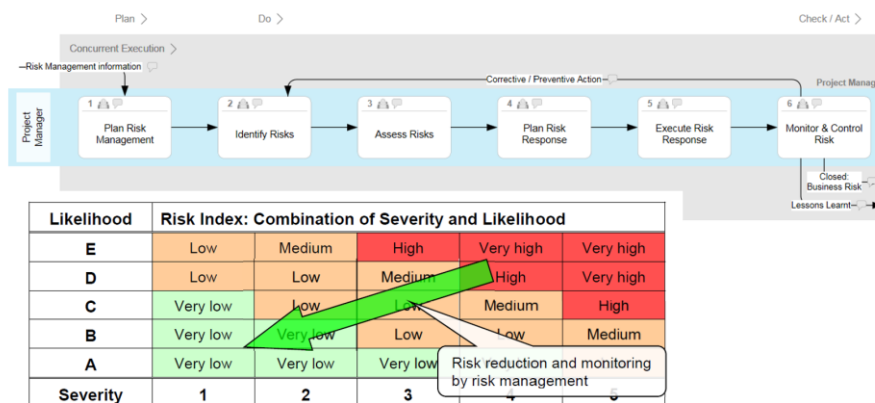 Plan
Do
Check / Act
Concurrent Execution
Risk Management information
Corrective / Preventive Action
Project Manag
Project
Manager
1
Plan Risk
Management
2
Identify Risks
3
Assess Risks
4
Plan Risk
Response
5
Execute Risk
Response
6
Monitor & Control
Risk
Closed:
Business Risk
Lessons Learnt
Likelihood Risk Index: Combination of Severity and Likelihood
E Low Medium High Very high Very high
D Low Low Medium High Very high
C Very low Low Low Medium High
B Very low Very low Low Low Medium
A Very low Very low Very low
Risk reduction and monitoring
by risk management
Severity 1 2 3 4 5